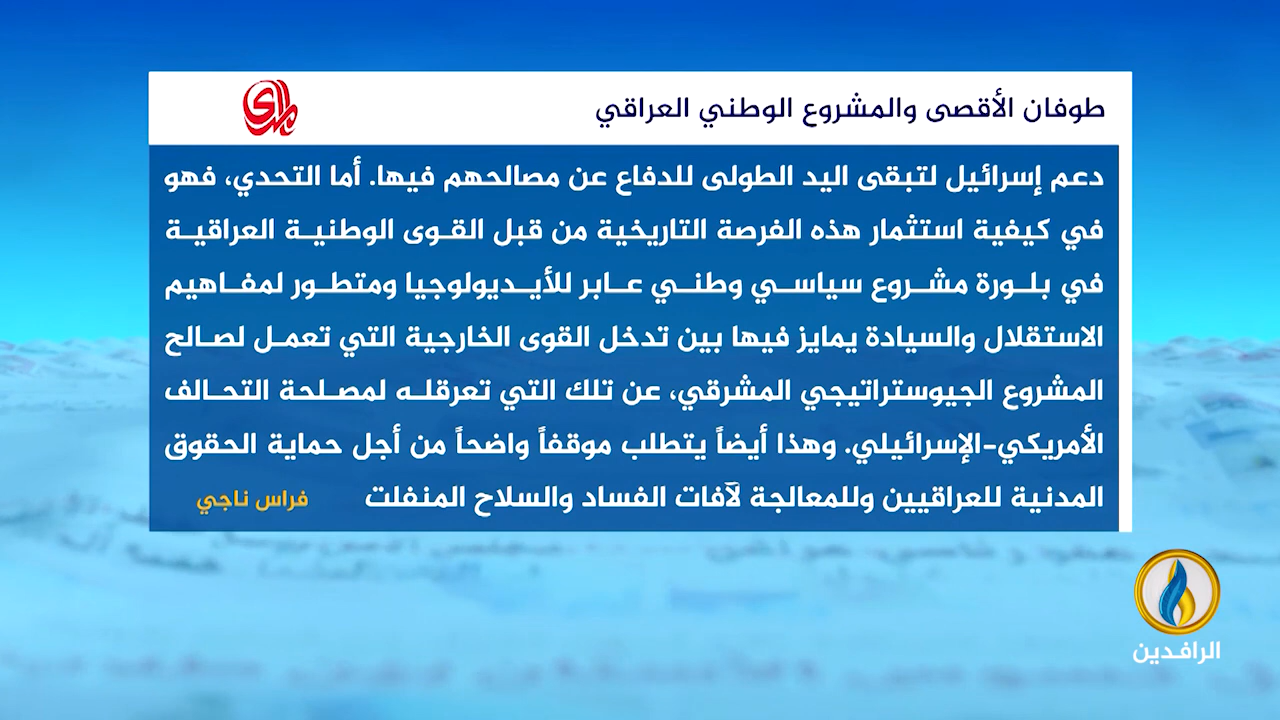 طوفان الأقصى والمشروع الوطني العراقي
المدى
دعم إسرائيل لتبقى اليد الطولى للدفاع عن مصالحهم فيها. أما التحدي، فهو
في كيفية استثمار هذه الفرصة التاريخية من قبل القوى الوطنية العراقية
في بلورة مشروع سياسي وطني عابر للأيديولوجيا ومتطور لمفاهيم
الاستقلال والسيادة يمايز فيها بين تدخل القوى الخارجية التي تعمل لصالح
المشروع الجيوستراتيجي المشرقي، عن تلك التي تعرقله لمصلحة التحالف
الأمريكي-الإسرائيلي. وهذا أيضاً يتطلب موقفاً واضحاً من أجل حماية الحقوق
المدنية للعراقيين وللمعالجة لآفات الفساد والسلاح المنفلت
فراس ناجي
الرافدين